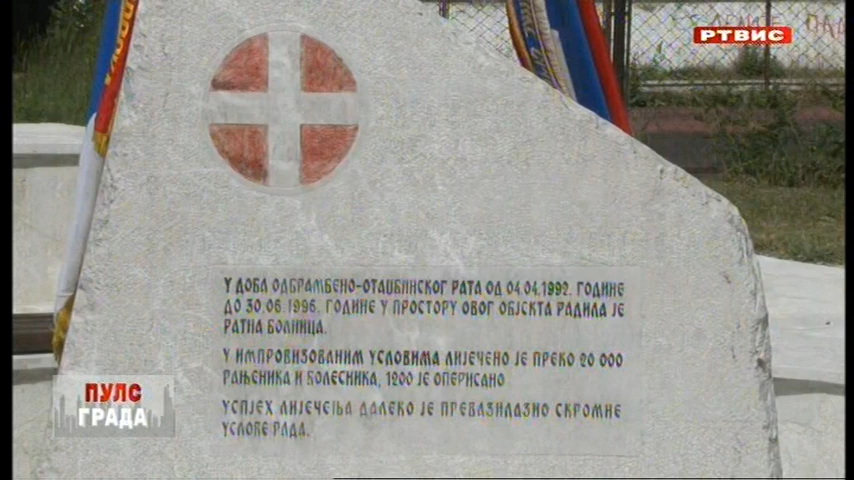 РТВИС
У ДОБА ОДБРАМБЕНО-ОТАЏБИНСКОГ РАТА ОД 04.04.1992. ГОДИНЕ
ДО 30.06.1996. ГОДИНЕ У ПРОСТОРУ ОВОГ ОБЈЕКТА РАДИЛА ЈЕ
РАТНА БОЛНИЦА.
У ИМПРОВИЗОВАНИМ УСЛОВИМА ЛИЈЕЧЕНО ЈЕ ПРЕКО 20 000
РАЊЕНИКА И БОЛЕСНИКА, 1200 ЈЕ ОПЕРИСАНО
УСПЈЕХ ЛИЈЕЧЕЊА ДАЛЕКО ЈЕ ПРЕВАЗИЛАЗИО СКРОМНЕ
УСЛОВЕ РАДА.
ПУЛС
ГРАДА